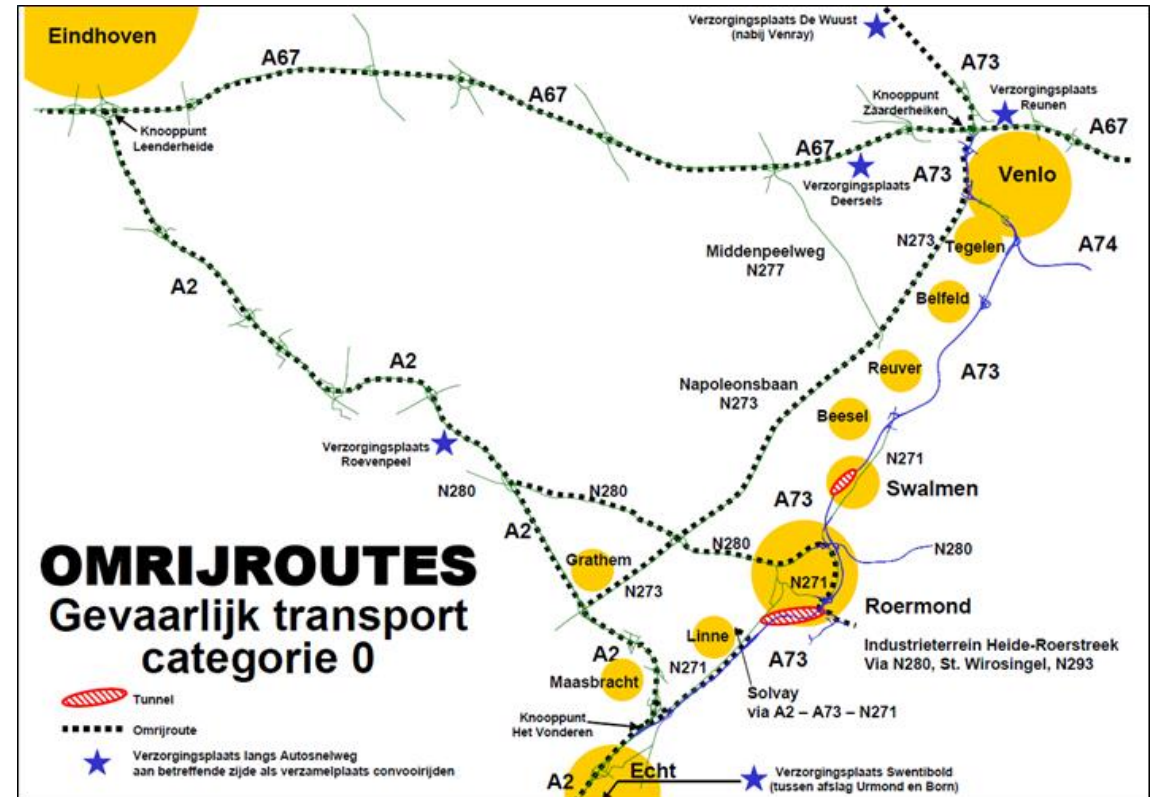 Eindhoven
A67
A67
A67
A67
Knooppunt
Leenderheide
Verzorgingsplaats De Wuust
(nabij Venray)
A73
Knooppunt
Zaarderheiken
Verzorgingsplaats
Reunen
Verzorgingsplaats
Deersels
A73
Venlo
N273
Tegelen
A74
Middenpeelweg
N277
A2
Belfeld
A2
Reuver
A73
Napoleonsbaan
N273
Beesel
Verzorgingsplaats
Roevenpeel
N271
N280
N280
A73
Swalmen
A2
N280
N280
Grathem
N273
N271
Roermond
OMRIJROUTES
Gevaarlijk transport
categorie 0
Linne
A73
Industrieterrein Heide-Roerstreek
Via N280, St. Wirosingel, N293
A2
N271
Maasbracht
Solvay
via A2 – A73 – N271
Knooppunt
Het Vonderen
Tunnel
Omrijroute
Verzorgingsplaats langs Autosnelweg
aan betreffende zijde als verzamelplaats convooirijden
A2
Echt
Verzorgingsplaats Swentibold
(tussen afslag Urmond en Born)